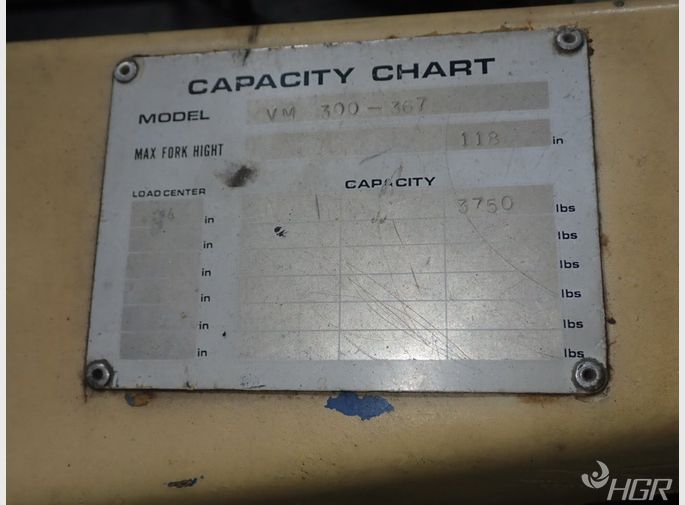 CAPACITY CHART
MODEL VM 300-367
MAX FORK HIGHT 118 in
LOAD CENTER CAPACITY
in 3750 lbs
in lbs
in lbs
in lbs
in lbs
in lbs
HGR